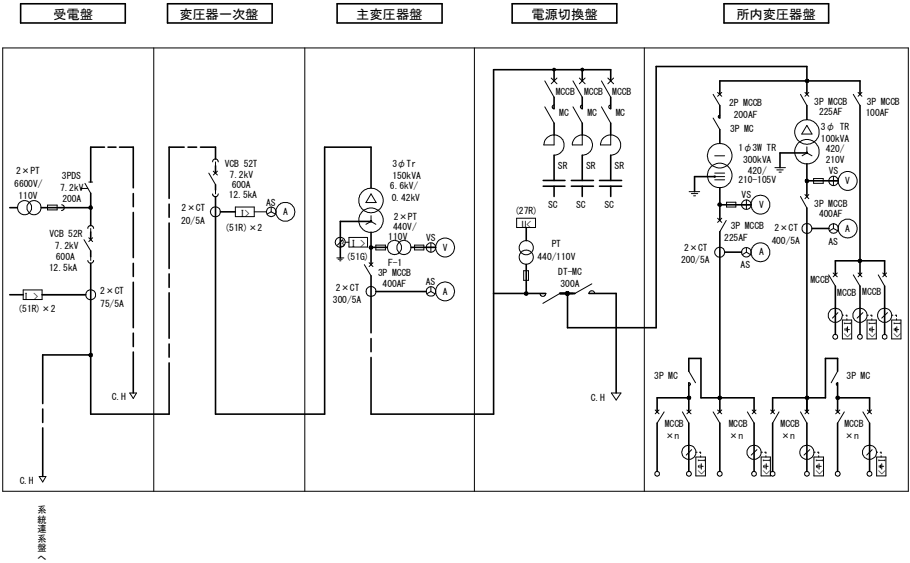 受電盤
変圧器一次盤
主変圧器盤
電源切換盤
所内変圧器盤
2×PT
6600V/
110V
3PDS
7.2kV
200A
VCB 52R
7.2kV
600A
12.5kA
I >
(51R)×2
2×CT
75/5A
C.H
C.H
系統連系盤へ
VCB 52T
7.2kV
600A
12.5kA
2×CT
20/5A
I>
AS
A
(51R)×2
3φTr
150kVA
6.6kV/
0.42kV
2×PT
440V/
110V
I >
(51G)
VS
V
F-1
3P MCCB
400AF
2×CT
300/5A
AS
A
MCCB
MCCB
MCCB
MC
MC
MC
SR
SR
SR
SC
SC
SC
(27R)
PT
440/110V
DT-MC
300A
C.H
2P MCCB
200AF
3P MC
1φ3W TR
300kVA
420/
210-105V
VS
V
3P MCCB
225AF
2×CT
200/5A
AS
A
3P MCCB
225AF
3φ TR
100kVA
420/
210V
VS
V
3P MCCB
400AF
2×CT
400/5A
AS
A
3P MCCB
100AF
MCCB
MCCB
MCCB
3P MC
3P MC
MCCB
×n
MCCB
×n
MCCB
×n
MCCB
×n